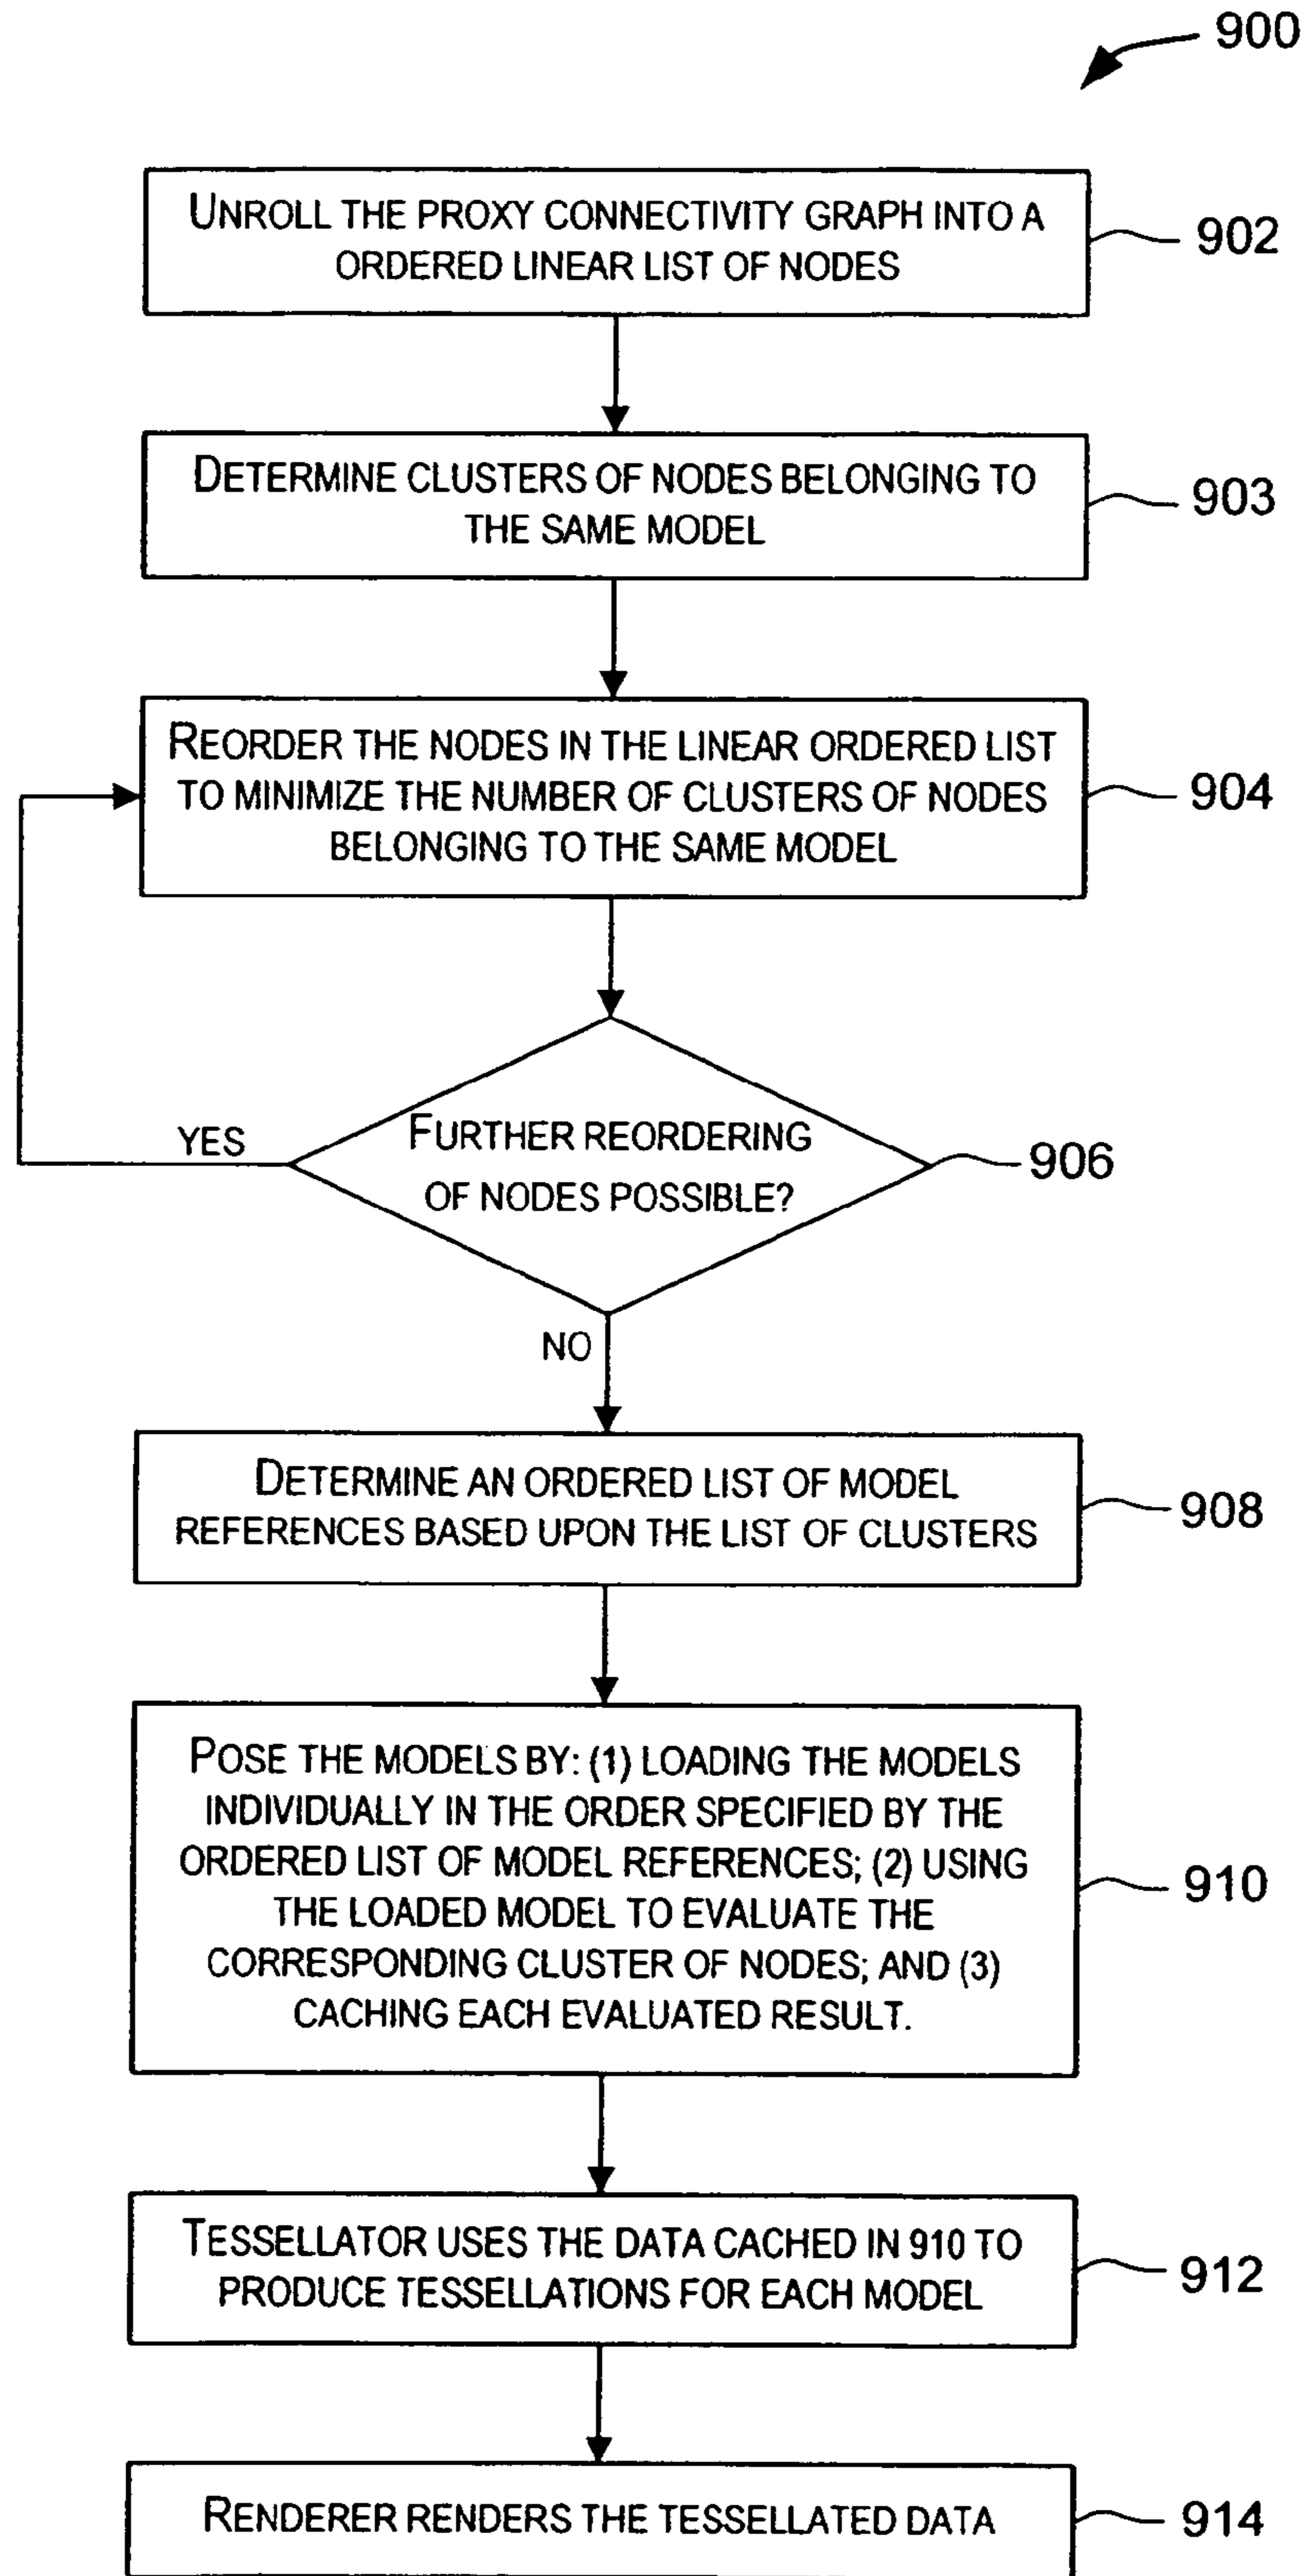 900
UNROLL THE PROXY CONNECTIVITY GRAPH INTO A
ORDERED LINEAR LIST OF NODES
902
DETERMINE CLUSTERS OF NODES BELONGING TO
THE SAME MODEL
903
REORDER THE NODES IN THE LINEAR ORDERED LIST
TO MINIMIZE THE NUMBER OF CLUSTERS OF NODES
BELONGING TO THE SAME MODEL
904
YES
FURTHER REORDERING
OF NODES POSSIBLE?
906
NO
DETERMINE AN ORDERED LIST OF MODEL
REFERENCES BASED UPON THE LIST OF CLUSTERS
908
POSE THE MODELS BY: (1) LOADING THE MODELS
INDIVIDUALLY IN THE ORDER SPECIFIED BY THE
ORDERED LIST OF MODEL REFERENCES; (2) USING
THE LOADED MODEL TO EVALUATE THE
CORRESPONDING CLUSTER OF NODES; AND (3)
CACHING EACH EVALUATED RESULT.
910
TESSELLATOR USES THE DATA CACHED IN 910 TO
PRODUCE TESSELLATIONS FOR EACH MODEL
912
RENDERER RENDERS THE TESSELLATED DATA
914